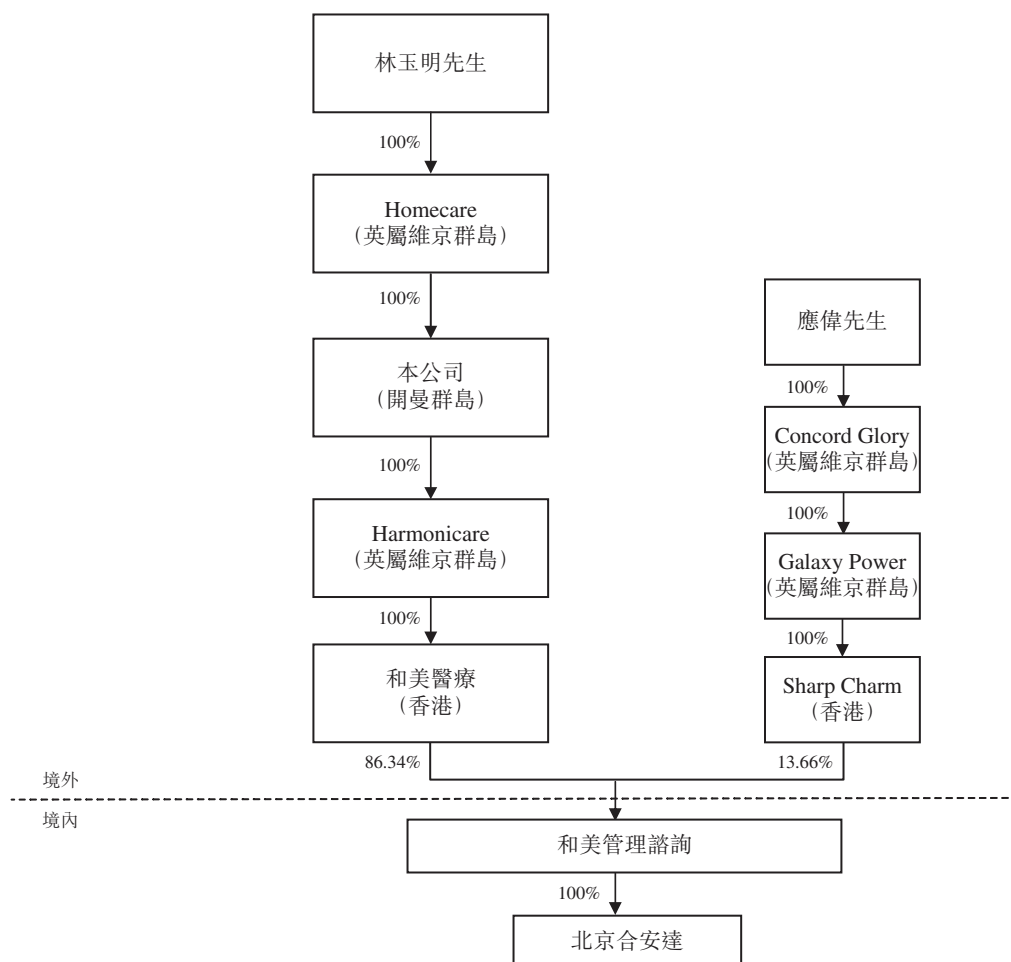 林玉明先生
100%
Homecare
（英屬維京群島）
100%
本公司
（開曼群島）
100%
Harmonicare
（英屬維京群島）
100%
和美醫療
（香港）
86.34%
應偉先生
100%
Concord Glory
（英屬維京群島）
100%
Galaxy Power
（英屬維京群島）
100%
Sharp Charm
（香港）
13.66%
境外
境內
和美管理諮詢
100%
北京合安達